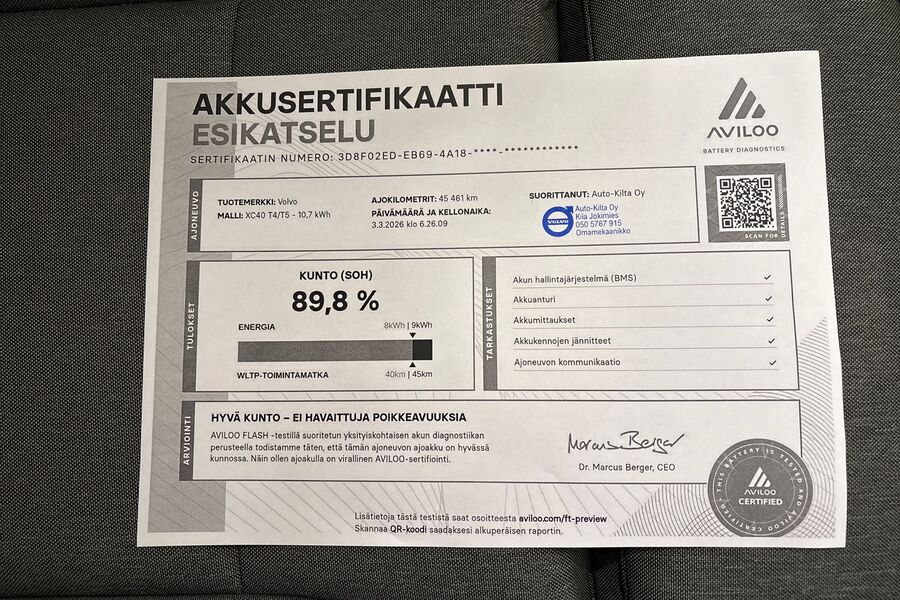 AKKUSERTIFIKAATTI
ESIKATSELU
SERTIFIKAATIN NUMERO: 3D8F02ED-EB69-4A18-****-************
AVILOO
BATTERY DIAGNOSTICS
AJONEUVO
TUOTEMERKKI: Volvo
MALLI: XC40 T4/T5 - 10,7 kWh
AJOKILOMETRIT: 45 461 km
PÄIVÄMÄÄRÄ JA KELLONAIKA:
3.3.2026 klo 6.26.09
SUORITTANUT: Auto-Kilta Oy
VOLVO
Auto-Kilta Oy
Kiia Jokimies
050 5767 915
Omamekaanikko
SCAN FOR DETAILS
TULOKSET
KUNTO (SOH)
89,8 %
ENERGIA
8kWh | 9kWh
WLTP-TOIMINTAMATKA
40km | 45km
TARKASTUKSET
Akun hallintajärjestelmä (BMS)
Akkuanturi
Akkumittaukset
Akkukennojen jännitteet
Ajoneuvon kommunikaatio
ARVIOINTI
HYVÄ KUNTO – EI HAVAITTUJA POIKKEAVUUKSIA
AVILOO FLASH -testillä suoritetun yksityiskohtaisen akun diagnostiikan
perusteella todistamme täten, että tämän ajoneuvon ajoakku on hyvässä
kunnossa. Näin ollen ajoakulla on virallinen AVILOO-sertifiointi.
Marcus Berger
Dr. Marcus Berger, CEO
THIS BATTERY IS TESTED AND AVILOO CERTIFIED
AVILOO
CERTIFIED
Lisätietoja tästä testistä saat osoitteesta aviloo.com/ft-preview
Skannaa QR-koodi saadaksesi alkuperäisen raportin.